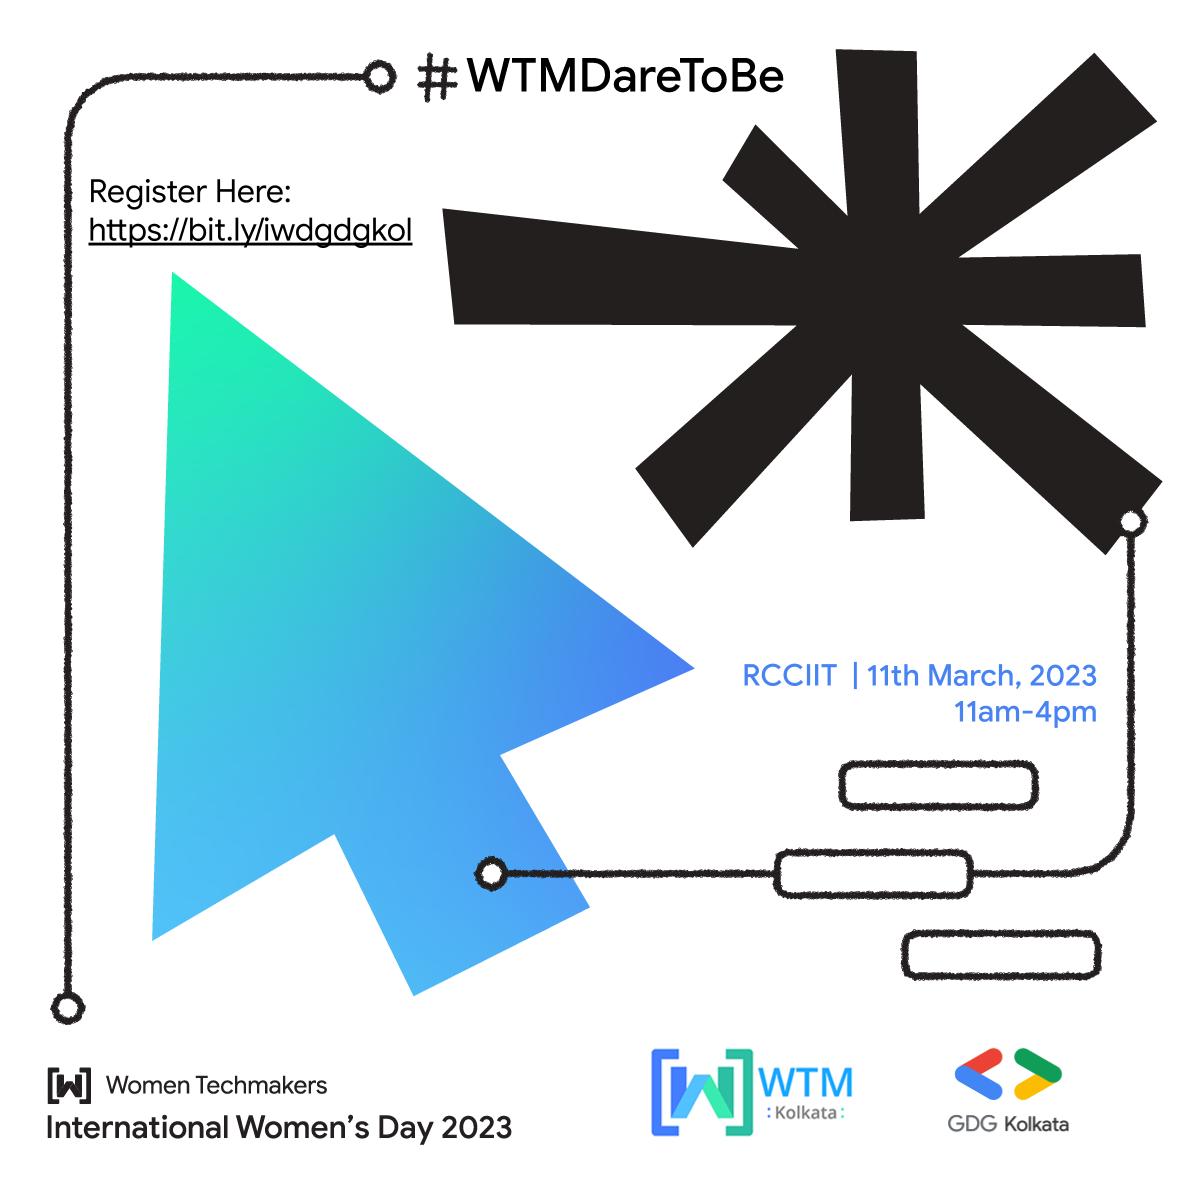 #WTMDareToBe
Register Here:
https://bit.ly/iwdgdgkol
RCCIIT | 11th March, 2023
11am-4pm
[W] Women Techmakers
International Women's Day 2023
[W] WTM
:Kolkata:
GDG Kolkata